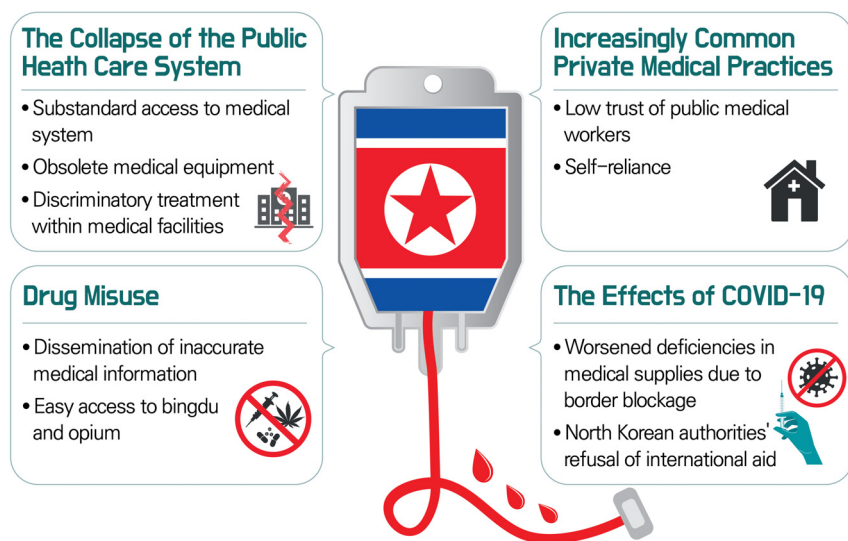 The Collapse of the Public
Heath Care System
• Substandard access to medical
system
• Obsolete medical equipment
• Discriminatory treatment
within medical facilities
Increasingly Common
Private Medical Practices
• Low trust of public medical
workers
• Self-reliance
Drug Misuse
• Dissemination of inaccurate
medical information
• Easy access to bingdu
and opium
The Effects of COVID-19
• Worsened deficiencies in
medical supplies due to
border blockage
• North Korean authorities'
refusal of international aid